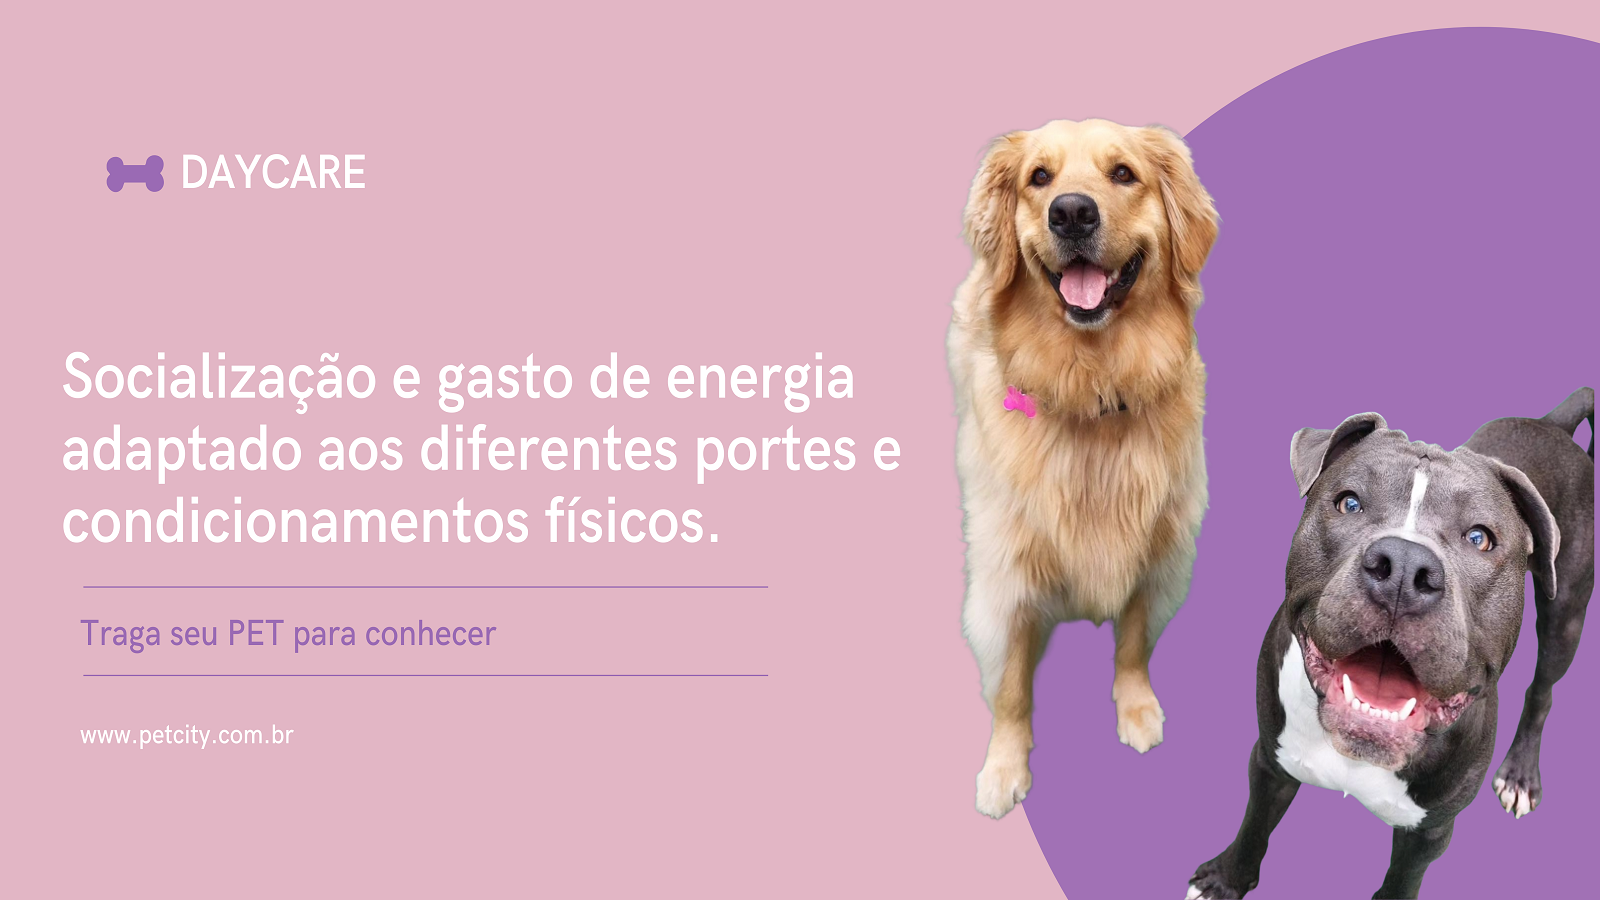 DAYCARE
Socialização e gasto de energia
adaptado aos diferentes portes e
condicionamentos físicos.
Traga seu PET para conhecer
www.petcity.com.br